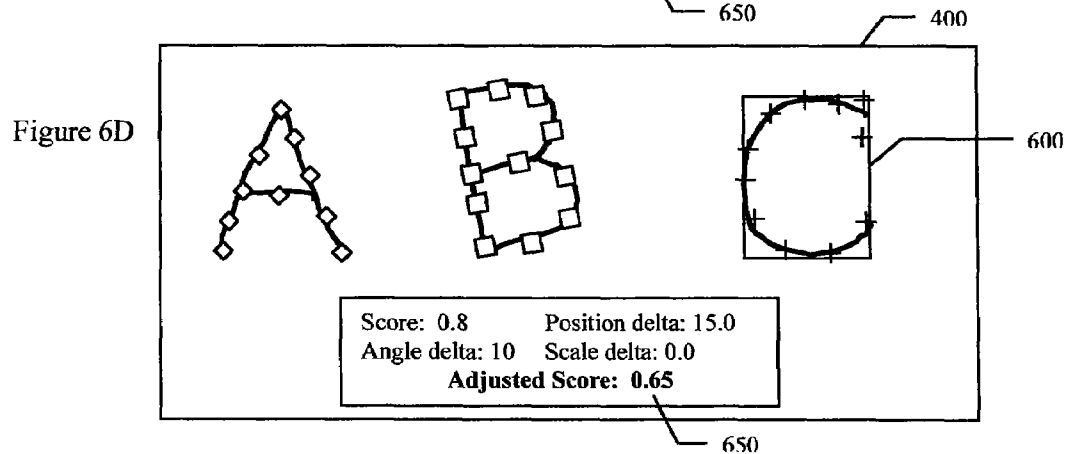 650
400
A B C
Figure 6D
600
Score: 0.8 Position delta: 15.0
Angle delta: 10 Scale delta: 0.0
Adjusted Score: 0.65
650